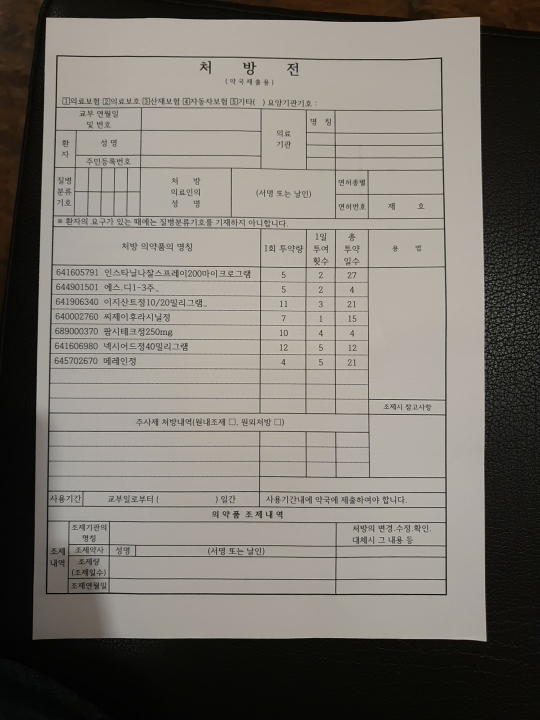 처 방 전
(약국제출용)
①의료보험 ②의료보호 ③산재보험 ④자동차보험 ⑤기타( ) 요양기관기호 :
교부 연월일
및 번호
환
자
성 명
주민등록번호
의료
기관
명 칭
질병
분류
기호
처 방
의료인의
성 명
(서명 또는 날인)
면허종별
면허번호 제 호
※ 환자의 요구가 있는 때에는 질병분류기호를 기재하지 아니합니다.
처방 의약품의 명칭 1회 투약량 1일 투여 횟수 총 투약 일수 용 법
641605791 인스타닐나잘스프레이200마이크로그램 5 2 27
644901501 에스.디1-3주_ 5 2 4
641906340 이지산트정10/20밀리그램_ 11 3 21
640002760 씨제이후라시닐정 7 1 15
689000370 팜시테크정250mg 10 4 4
641606980 넥시어드정40밀리그램 12 5 12
645702670 메레인정 4 5 21
조제시 참고사항
주사제 처방내역(원내조제 □, 원외처방 □)
사용기간 교부일로부터 ( ) 일간 사용기간내에 약국에 제출하여야 합니다.
의약품 조제내역
조제
내역
조제기관의
명칭
처방의 변경.수정.확인.
대체시 그 내용 등
조제약사 성명 (서명 또는 날인)
조제량
(조제일수)
조제연월일